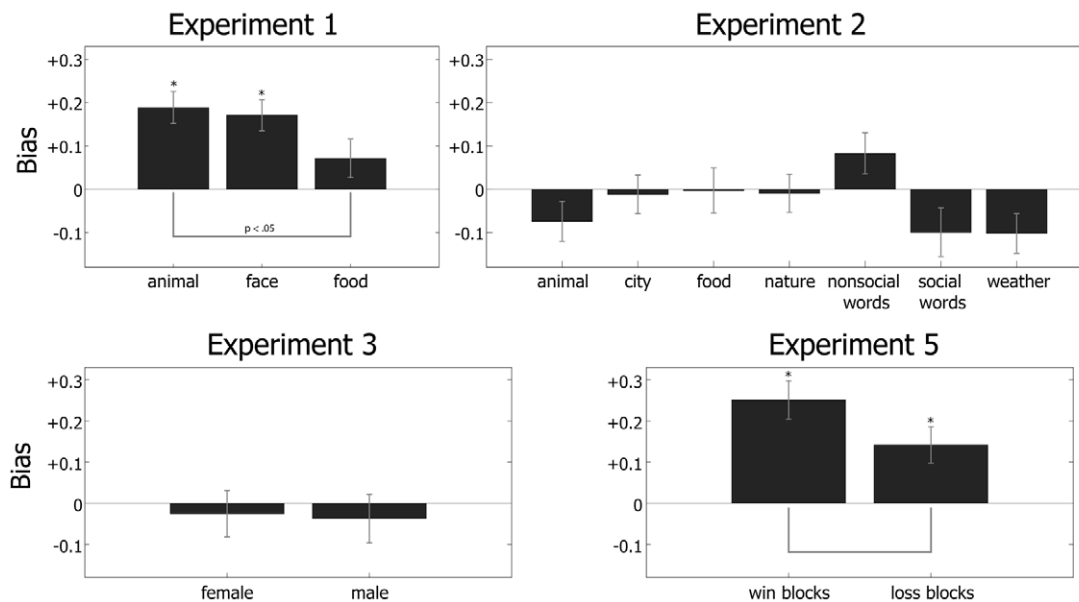 Experiment 1
Experiment 2
Bias
+0.3
+0.2
+0.1
0
-0.1
*
*
p < .05
animal face food
+0.3
+0.2
+0.1
0
-0.1
animal city food nature nonsocial social weather
words words
Experiment 3
Experiment 5
Bias
+0.3
+0.2
+0.1
0
-0.1
female male
+0.3
+0.2
+0.1
0
-0.1
*
*
win blocks loss blocks